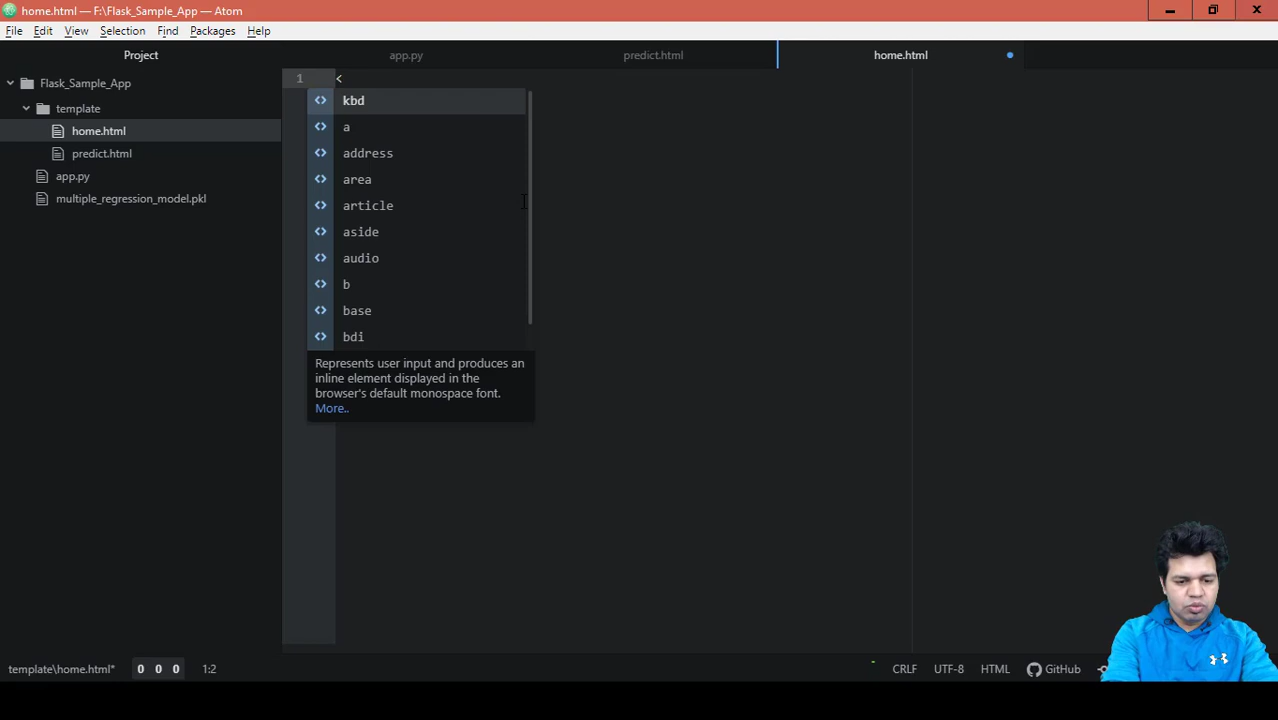 home.html — F:\Flask_Sample_App — Atom
File Edit View Selection Find Packages Help
Project app.py predict.html home.html
Flask_Sample_App
template
home.html
predict.html
app.py
multiple_regression_model.pkl
1 <
kbd
a
address
area
article
aside
audio
b
base
bdi
Represents user input and produces an
inline element displayed in the
browser's default monospace font.
More..
template\home.html* 0 0 0 1:2 CRLF UTF-8 HTML GitHub